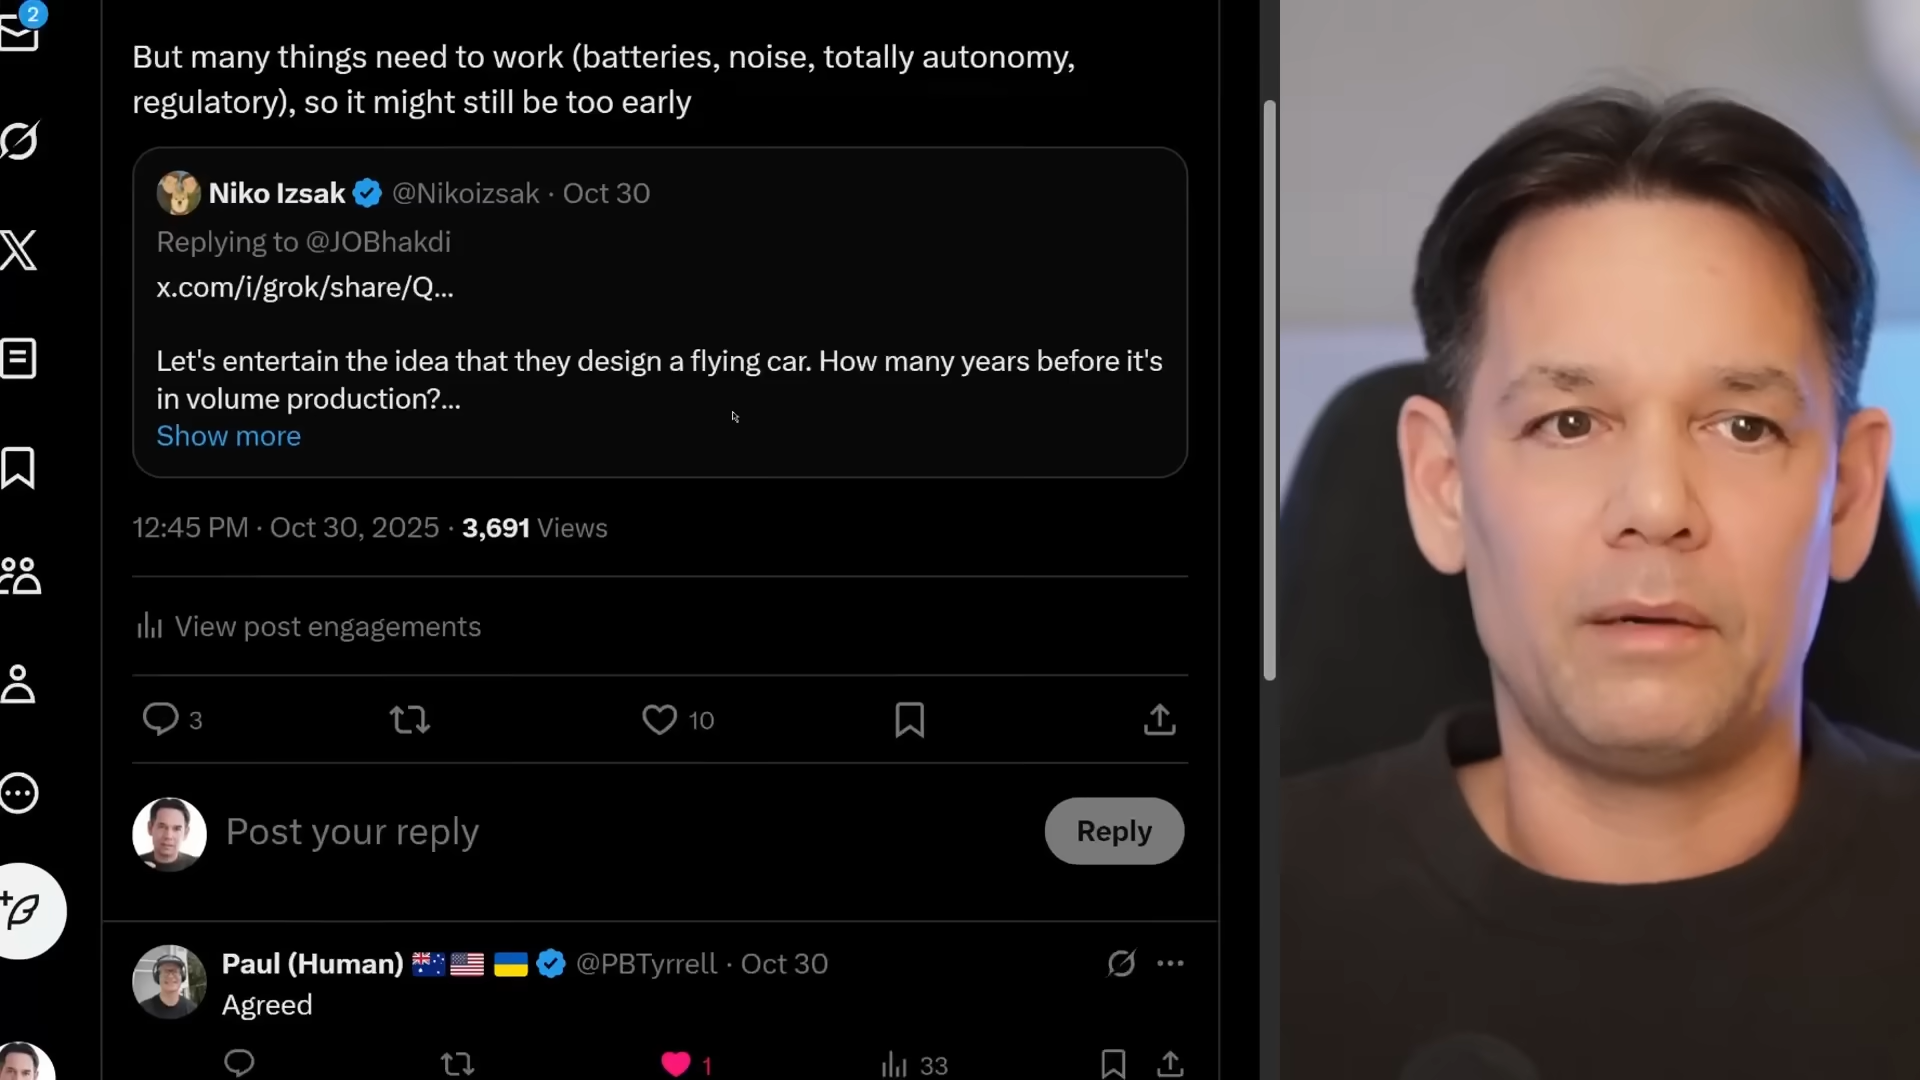 2
But many things need to work (batteries, noise, totally autonomy,
regulatory), so it might still be too early
Niko Izsak @Nikoizsak · Oct 30
Replying to @JOBhakdi
x.com/i/grok/share/Q...
Let's entertain the idea that they design a flying car. How many years before it's
in volume production?...
Show more
12:45 PM · Oct 30, 2025 · 3,691 Views
View post engagements
3 10
Post your reply Reply
Paul (Human) 🇦🇺🇺🇸 🇺🇦 @PBTyrrell · Oct 30
Agreed
1 33